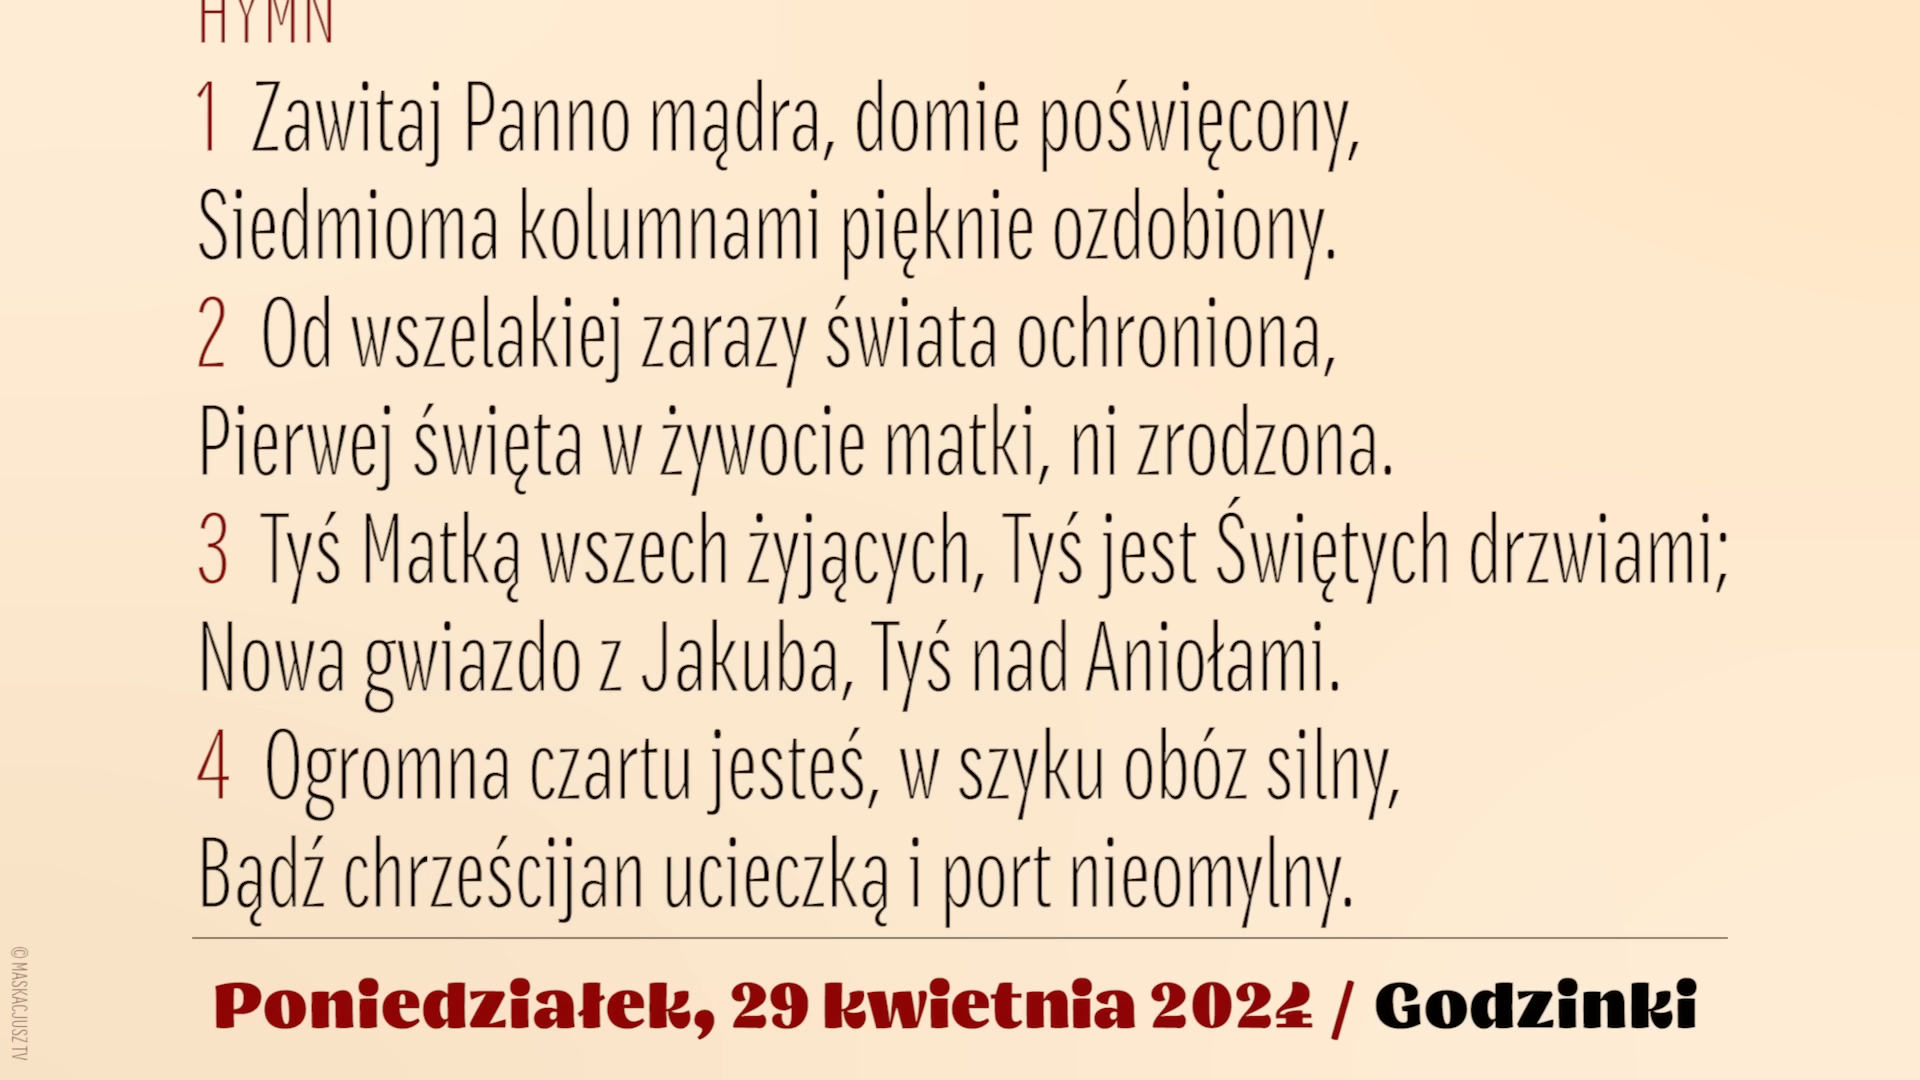 HYMN
1 Zawitaj Panno mądra, domie poświęcony,
Siedmioma kolumnami pięknie ozdobiony.
2 Od wszelakiej zarazy świata ochroniona,
Pierwej święta w żywocie matki, ni zrodzona.
3 Tyś Matką wszech żyjących, Tyś jest Świętych drzwiami;
Nowa gwiazdo z Jakuba, Tyś nad Aniołami.
4 Ogromna czartu jesteś, w szyku obóz silny,
Bądź chrześcijan ucieczką i port nieomylny.
Poniedziałek, 29 kwietnia 2024 / Godzinki
© MASKACJUSZ TV